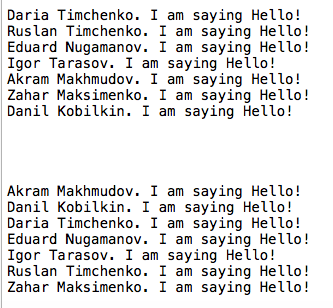 Daria Timchenko. I am saying Hello!
Ruslan Timchenko. I am saying Hello!
Eduard Nugamanov. I am saying Hello!
Igor Tarasov. I am saying Hello!
Akram Makhmudov. I am saying Hello!
Zahar Maksimenko. I am saying Hello!
Danil Kobilkin. I am saying Hello!
Akram Makhmudov. I am saying Hello!
Danil Kobilkin. I am saying Hello!
Daria Timchenko. I am saying Hello!
Eduard Nugamanov. I am saying Hello!
Igor Tarasov. I am saying Hello!
Ruslan Timchenko. I am saying Hello!
Zahar Maksimenko. I am saying Hello!